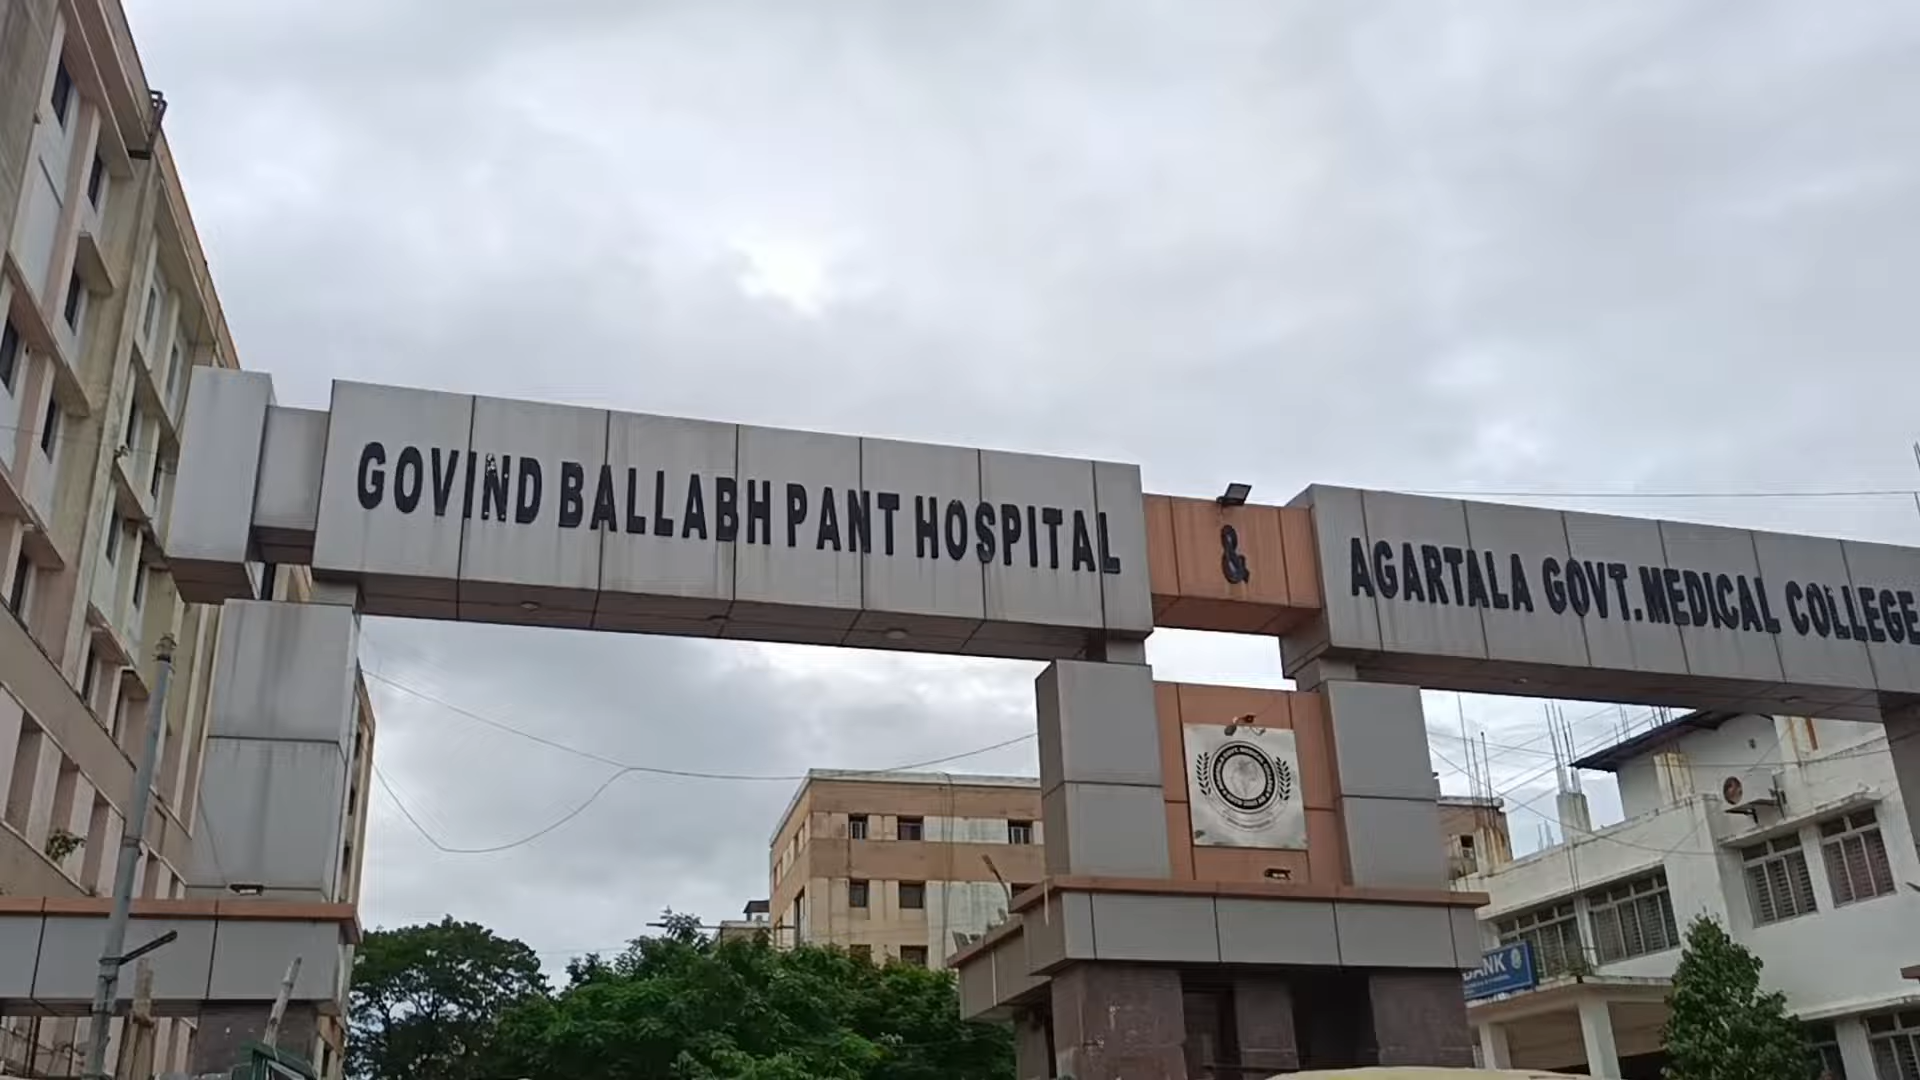 GOVIND BALLABH PANT HOSPITAL
&
AGARTALA GOVT. MEDICAL COLLEGE
BANK